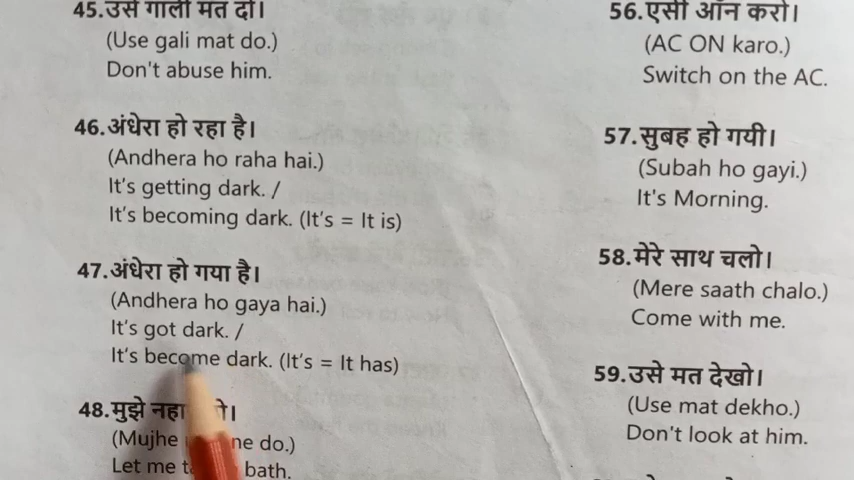 45.उसे गाली मत दो।
(Use gali mat do.)
Don't abuse him.
46.अंधेरा हो रहा है।
(Andhera ho raha hai.)
It's getting dark. /
It's becoming dark. (It's = It is)
47.अंधेरा हो गया है।
(Andhera ho gaya hai.)
It's got dark. /
It's become dark. (It's = It has)
48.मुझे
(Mujhe do.)
Let me bath.
56.एसी ऑन करो।
(AC ON karo.)
Switch on the AC.
57.सुबह हो गयी।
(Subah ho gayi.)
It's Morning.
58.मेरे साथ चलो।
(Mere saath chalo.)
Come with me.
59.उसे मत देखो।
(Use mat dekho.)
Don't look at him.